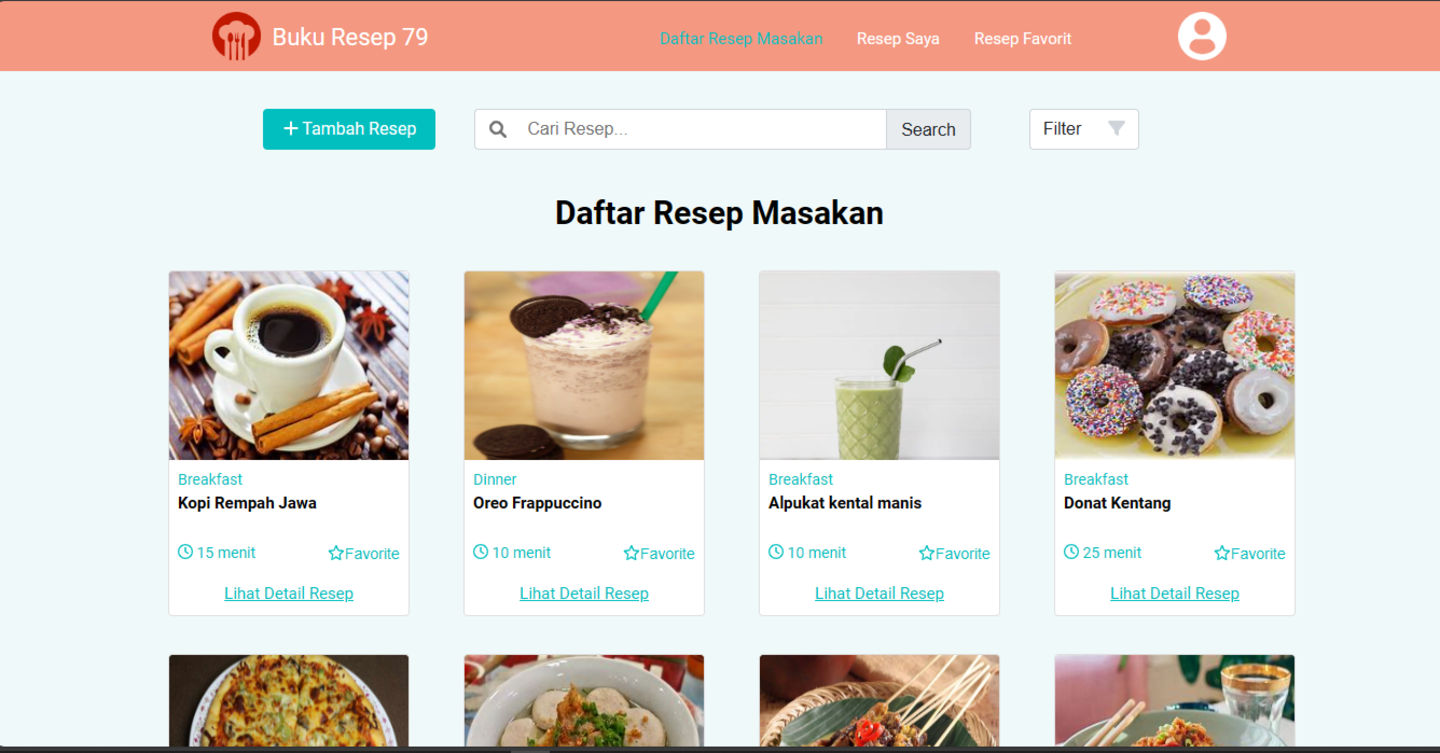 Buku Resep 79
Daftar Resep Masakan
Resep Saya
Resep Favorit
+ Tambah Resep
Cari Resep...
Search
Filter
Daftar Resep Masakan
Breakfast
Kopi Rempah Jawa
15 menit
Favorite
Lihat Detail Resep
Dinner
Oreo Frappuccino
10 menit
Favorite
Lihat Detail Resep
Breakfast
Alpukat kental manis
10 menit
Favorite
Lihat Detail Resep
Breakfast
Donat Kentang
25 menit
Favorite
Lihat Detail Resep